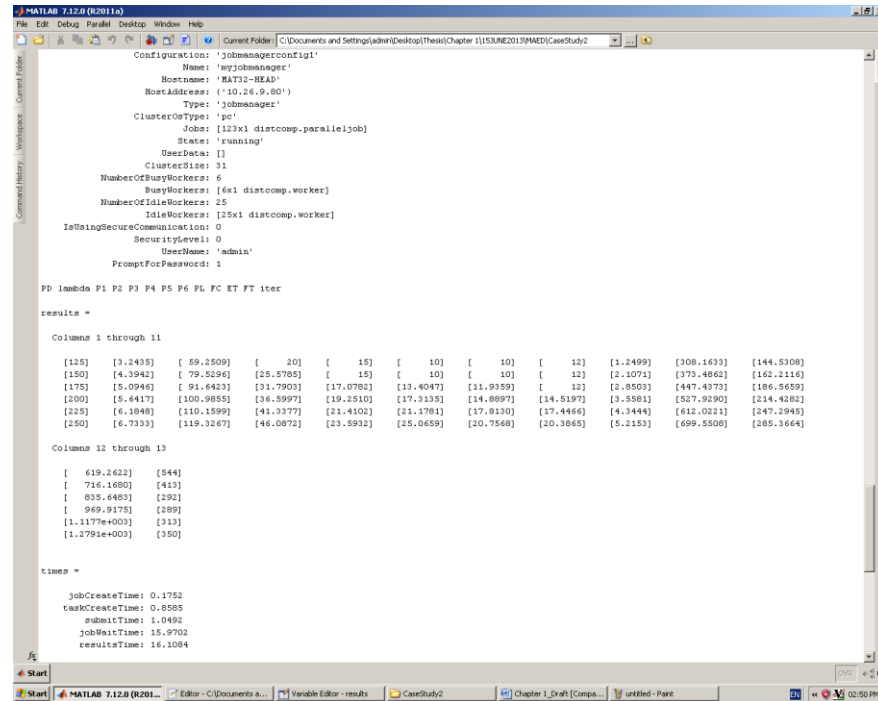 MATLAB 7.12.0 (R2011a)
File Edit Debug Parallel Desktop Window Help
Current Folder: C:\Documents and Settings\admin\Desktop\Thesis\Chapter 1\15JUNE2013\MAED\CaseStudy2
Current Folder
Workspace
Command History
Configuration: 'jobmanagerconfig1'
Name: 'myjobmanager'
Hostname: 'MAT32-HEAD'
HostAddress: {'10.26.9.80'}
Type: 'jobmanager'
ClusterOsType: 'pc'
Jobs: [123x1 distcomp.paralleljob]
State: 'running'
UserData: []
ClusterSize: 31
NumberOfBusyWorkers: 6
BusyWorkers: [6x1 distcomp.worker]
NumberOfIdleWorkers: 25
IdleWorkers: [25x1 distcomp.worker]
IsUsingSecureCommunication: 0
SecurityLevel: 0
UserName: 'admin'
PromptForPassword: 1
PD lambda P1 P2 P3 P4 P5 P6 PL FC ET FT iter
results =
Columns 1 through 11
[125] [3.2435] [ 59.2509] [ 20] [ 15] [ 10] [ 10] [ 12] [1.2499] [308.1633] [144.5308]
[150] [4.3942] [ 79.5296] [25.5785] [ 15] [ 10] [ 10] [ 12] [2.1071] [373.4862] [162.2116]
[175] [5.0946] [ 91.6423] [31.7903] [17.0782] [13.4047] [11.9359] [ 12] [2.8503] [447.4373] [186.5659]
[200] [5.6417] [100.9855] [36.5997] [19.2510] [17.3135] [14.8897] [14.5197] [3.5581] [527.9290] [214.4282]
[225] [6.1848] [110.1599] [41.3377] [21.4102] [21.1781] [17.8130] [17.4466] [4.3444] [612.0221] [247.2945]
[250] [6.7333] [119.3267] [46.0872] [23.5932] [25.0659] [20.7568] [20.3865] [5.2153] [699.5508] [285.3664]
Columns 12 through 13
[ 619.2622] [544]
[ 716.1680] [413]
[ 835.6483] [292]
[ 969.9175] [289]
[1.1177e+003] [313]
[1.2791e+003] [350]
times =
jobCreateTime: 0.1752
taskCreateTime: 0.8585
submitTime: 1.0492
jobWaitTime: 15.9702
resultsTime: 16.1084
fx
Start
OVR
Start MATLAB 7.12.0 (R201... Editor - C:\Documents a... Variable Editor - results CaseStudy2 Chapter 1_Draft [Compa... untitled - Paint EN 02:50 PM